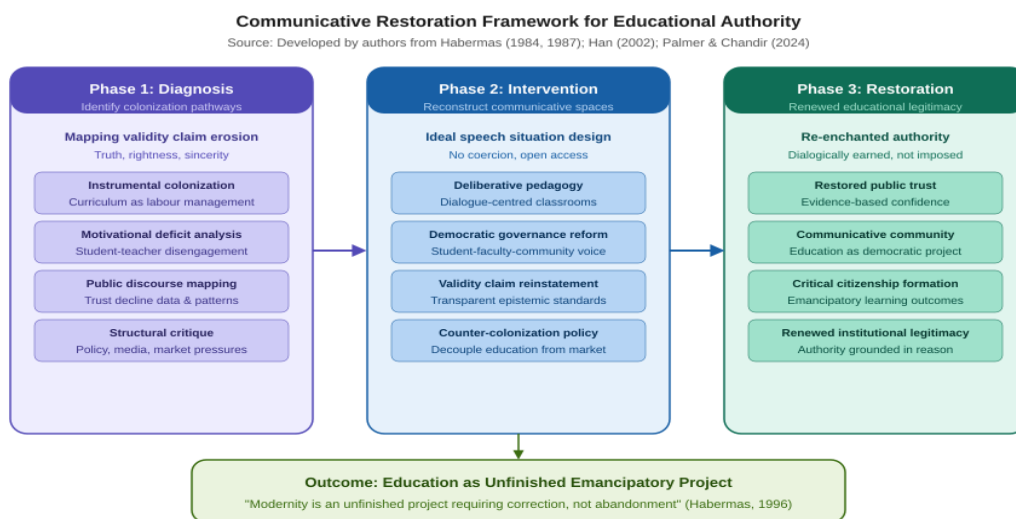 Communicative Restoration Framework for Educational Authority
Source: Developed by authors from Habermas (1984, 1987); Han (2002); Palmer & Chandir (2024)
Phase 1: Diagnosis
Identify colonization pathways
Mapping validity claim erosion
Truth, rightness, sincerity
Instrumental colonization
Curriculum as labour management
Motivational deficit analysis
Student-teacher disengagement
Public discourse mapping
Trust decline data & patterns
Structural critique
Policy, media, market pressures
Phase 2: Intervention
Reconstruct communicative spaces
Ideal speech situation design
No coercion, open access
Deliberative pedagogy
Dialogue-centred classrooms
Democratic governance reform
Student-faculty-community voice
Validity claim reinstatement
Transparent epistemic standards
Counter-colonization policy
Decouple education from market
Phase 3: Restoration
Renewed educational legitimacy
Re-enchanted authority
Dialogically earned, not imposed
Restored public trust
Evidence-based confidence
Communicative community
Education as democratic project
Critical citizenship formation
Emancipatory learning outcomes
Renewed institutional legitimacy
Authority grounded in reason
Outcome: Education as Unfinished Emancipatory Project
"Modernity is an unfinished project requiring correction, not abandonment" (Habermas, 1996)